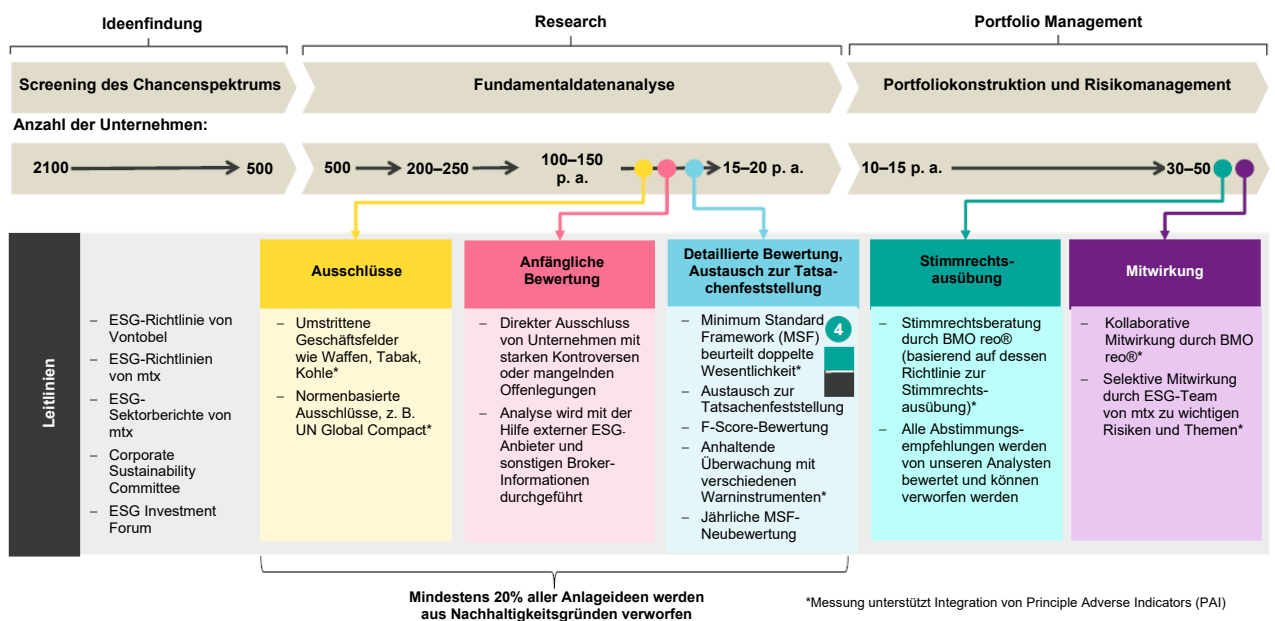 Ideenfindung
Research
Portfolio Management
Screening des Chancenspektrums
Fundamentaldatenanalyse
Portfoliokonstruktion und Risikomanagement
Anzahl der Unternehmen:
2100
500
500
200–250
100–150
p. a.
15–20 p. a.
10–15 p. a.
30–50
Leitlinien
– ESG-Richtlinie von
Vontobel
– ESG-Richtlinien
von mtx
– ESG-
Sektorberichte von
mtx
– Corporate
Sustainability
Committee
– ESG Investment
Forum
Ausschlüsse
– Umstrittene
Geschäftsfelder
wie Waffen, Tabak,
Kohle*
– Normenbasierte
Ausschlüsse, z. B.
UN Global Compact*
Anfängliche
Bewertung
– Direkter Ausschluss
von Unternehmen mit
starken Kontroversen
oder mangelnden
Offenlegungen
– Analyse wird mit der
Hilfe externer ESG-
Anbieter und
sonstigen Broker-
Informationen
durchgeführt
Detaillierte Bewertung,
Austausch zur Tatsa-
chenfeststellung
– Minimum Standard
Framework (MSF)
beurteilt doppelte
Wesentlichkeit*
– Austausch zur
Tatsachenfeststellung
– F-Score-Bewertung
– Anhaltende
Überwachung mit
verschiedenen
Warninstrumenten*
– Jährliche MSF-
Neubewertung
4
Stimmrechts-
ausübung
– Stimmrechtsberatung
durch BMO reo®
(basierend auf dessen
Richtlinie zur
Stimmrechts-
ausübung)*
– Alle Abstimmungs-
empfehlungen werden
von unseren Analysten
bewertet und können
verworfen werden
Mitwirkung
– Kollaborative
Mitwirkung durch BMO
reo®*
– Selektive Mitwirkung
durch ESG-Team
von mtx zu wichtigen
Risiken und Themen*
Mindestens 20% aller Anlageideen werden
aus Nachhaltigkeitsgründen verworfen
*Messung unterstützt Integration von Principle Adverse Indicators (PAI)